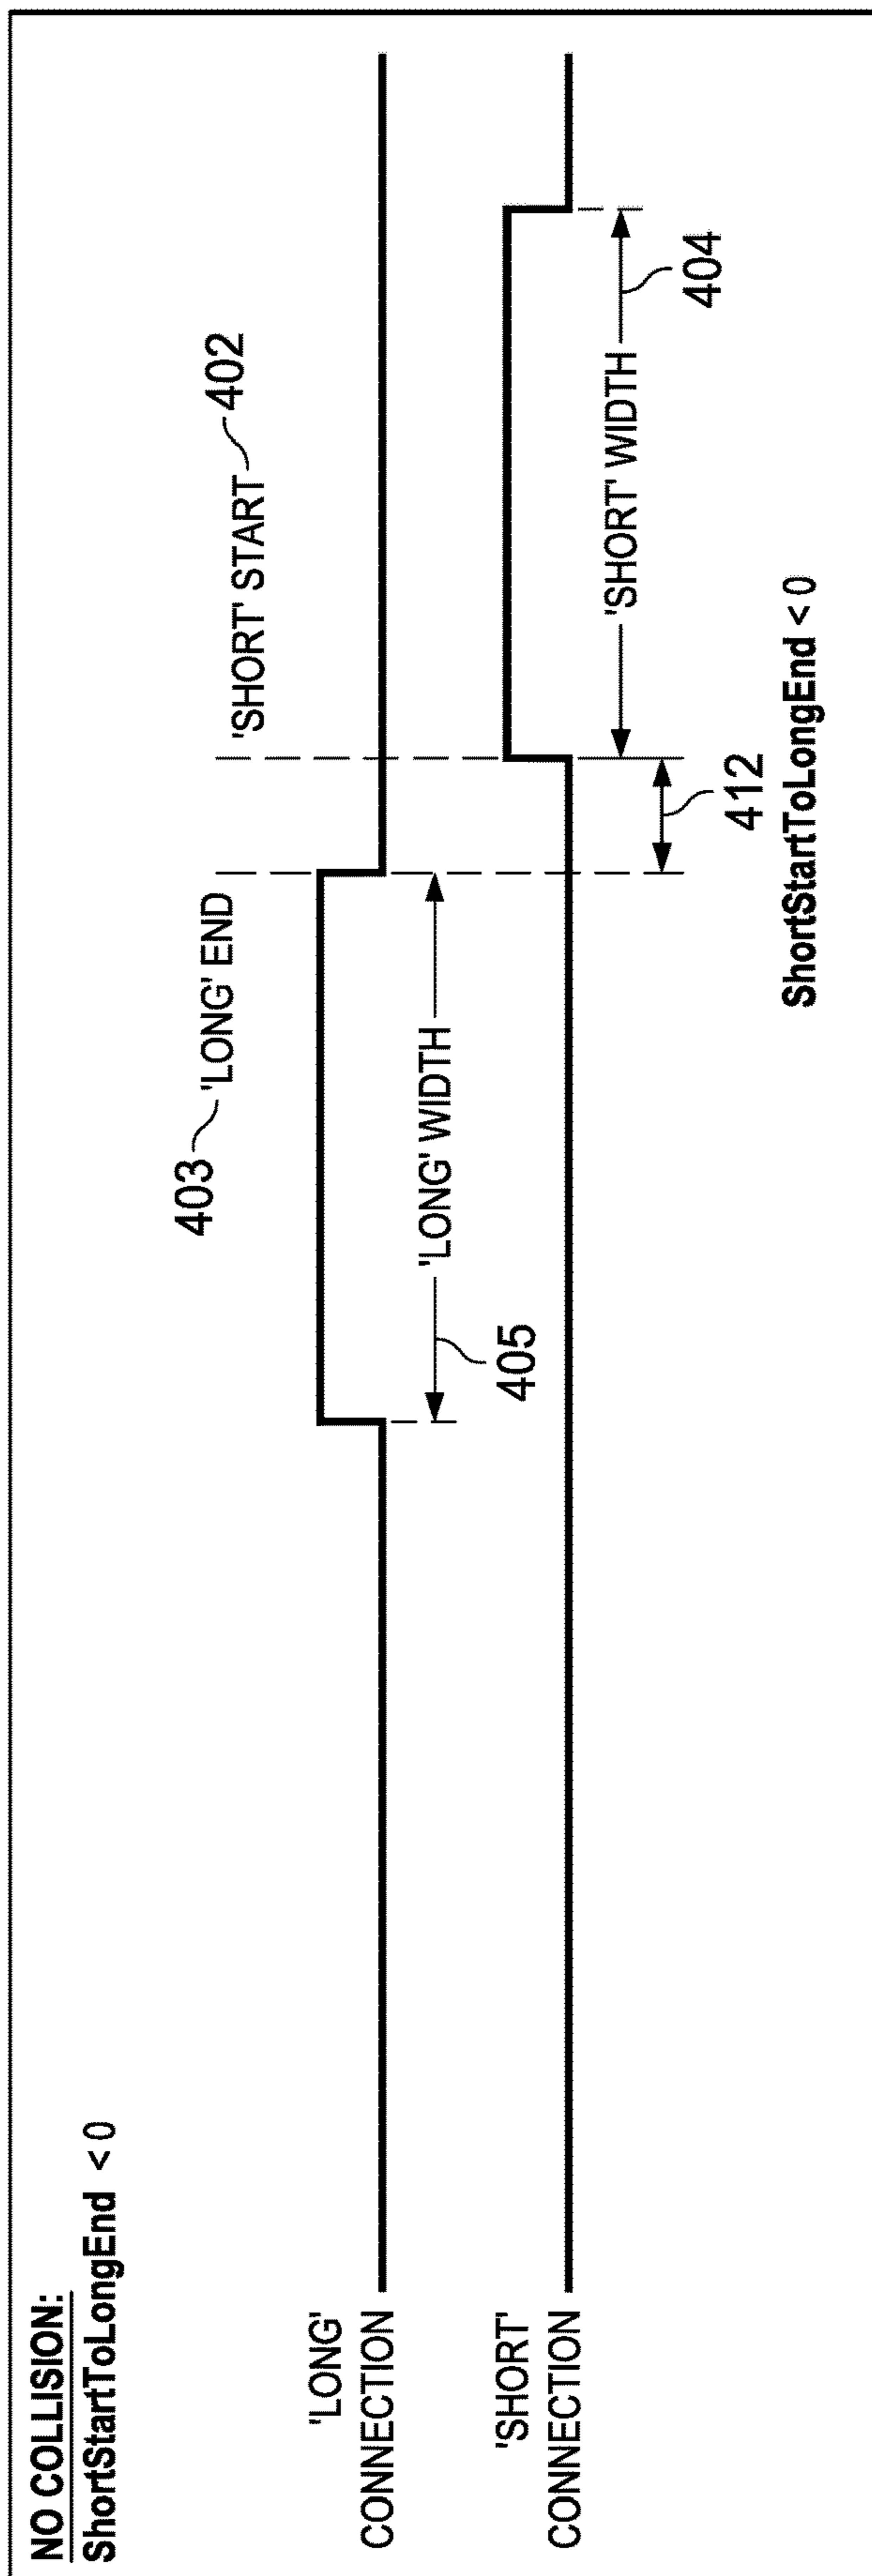 NO COLLISION:
ShortStartToLongEnd < 0
403
'LONG' END
'SHORT' START
402
'LONG'
CONNECTION
'LONG' WIDTH
405
'SHORT'
CONNECTION
'SHORT' WIDTH
404
412
ShortStartToLongEnd < 0